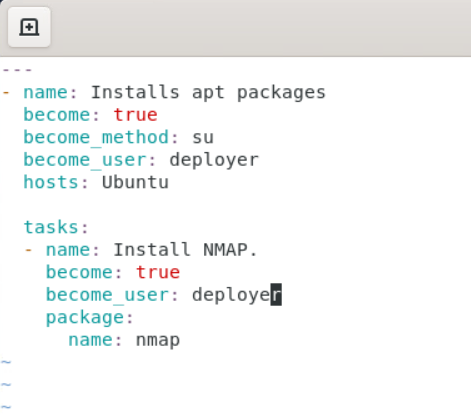 ---
- name: Installs apt packages
  become: true
  become_method: su
  become_user: deployer
  hosts: Ubuntu

  tasks:
  - name: Install NMAP.
    become: true
    become_user: deployer
    package:
      name: nmap
~
~
~